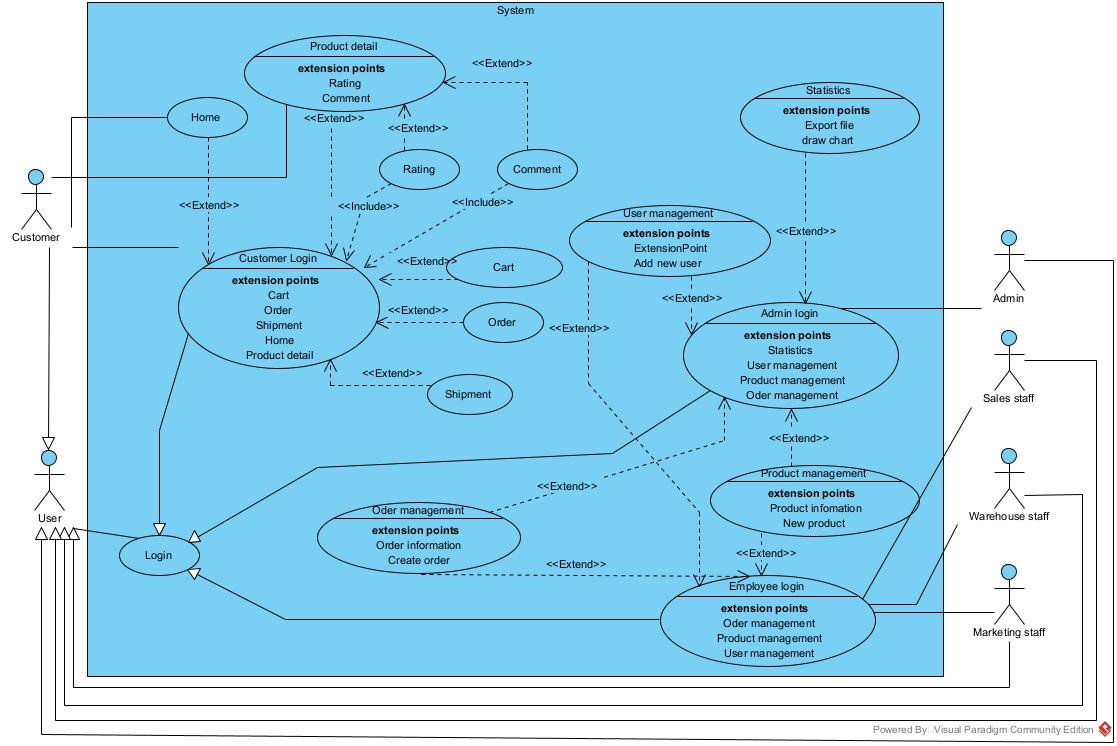 System
Product detail
extension points
Rating
Comment
<<Extend>>
Statistics
extension points
Export file
draw chart
Home
<<Extend>>
<<Extend>>
Rating
Comment
Customer
<<Extend>>
<<Include>>
<<Include>>
User management
extension points
ExtensionPoint
Add new user
<<Extend>>
Admin
Customer Login
extension points
Cart
Order
Shipment
Home
Product detail
<<Extend>>
Cart
<<Extend>>
Order
<<Extend>>
Shipment
<<Extend>>
<<Extend>>
Admin login
extension points
Statistics
User management
Product management
Oder management
Sales staff
<<Extend>>
<<Extend>>
Product management
extension points
Product infomation
New product
Warehouse staff
User
Oder management
extension points
Order information
Create order
Login
<<Extend>>
<<Extend>>
Employee login
extension points
Oder management
Product management
User management
Marketing staff
Powered By Visual Paradigm Community Edition